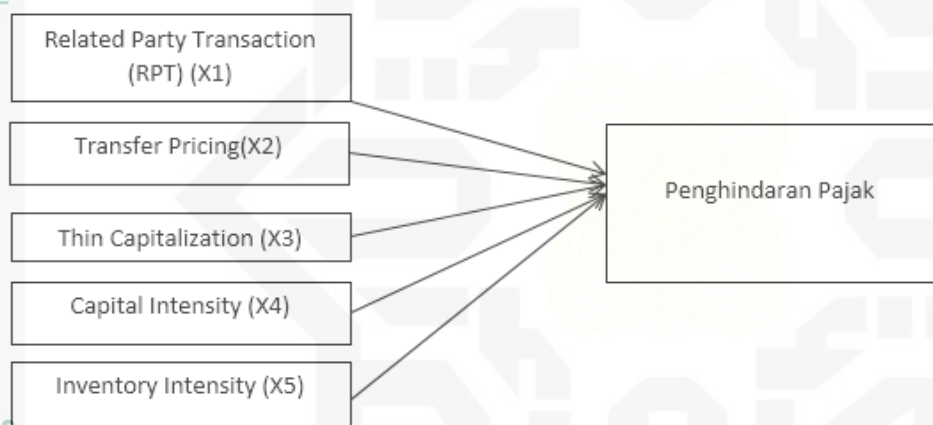 Related Party Transaction
(RPT) (X1)
Transfer Pricing(X2)
Thin Capitalization (X3)
Capital Intensity (X4)
Inventory Intensity (X5)
Penghindaran Pajak